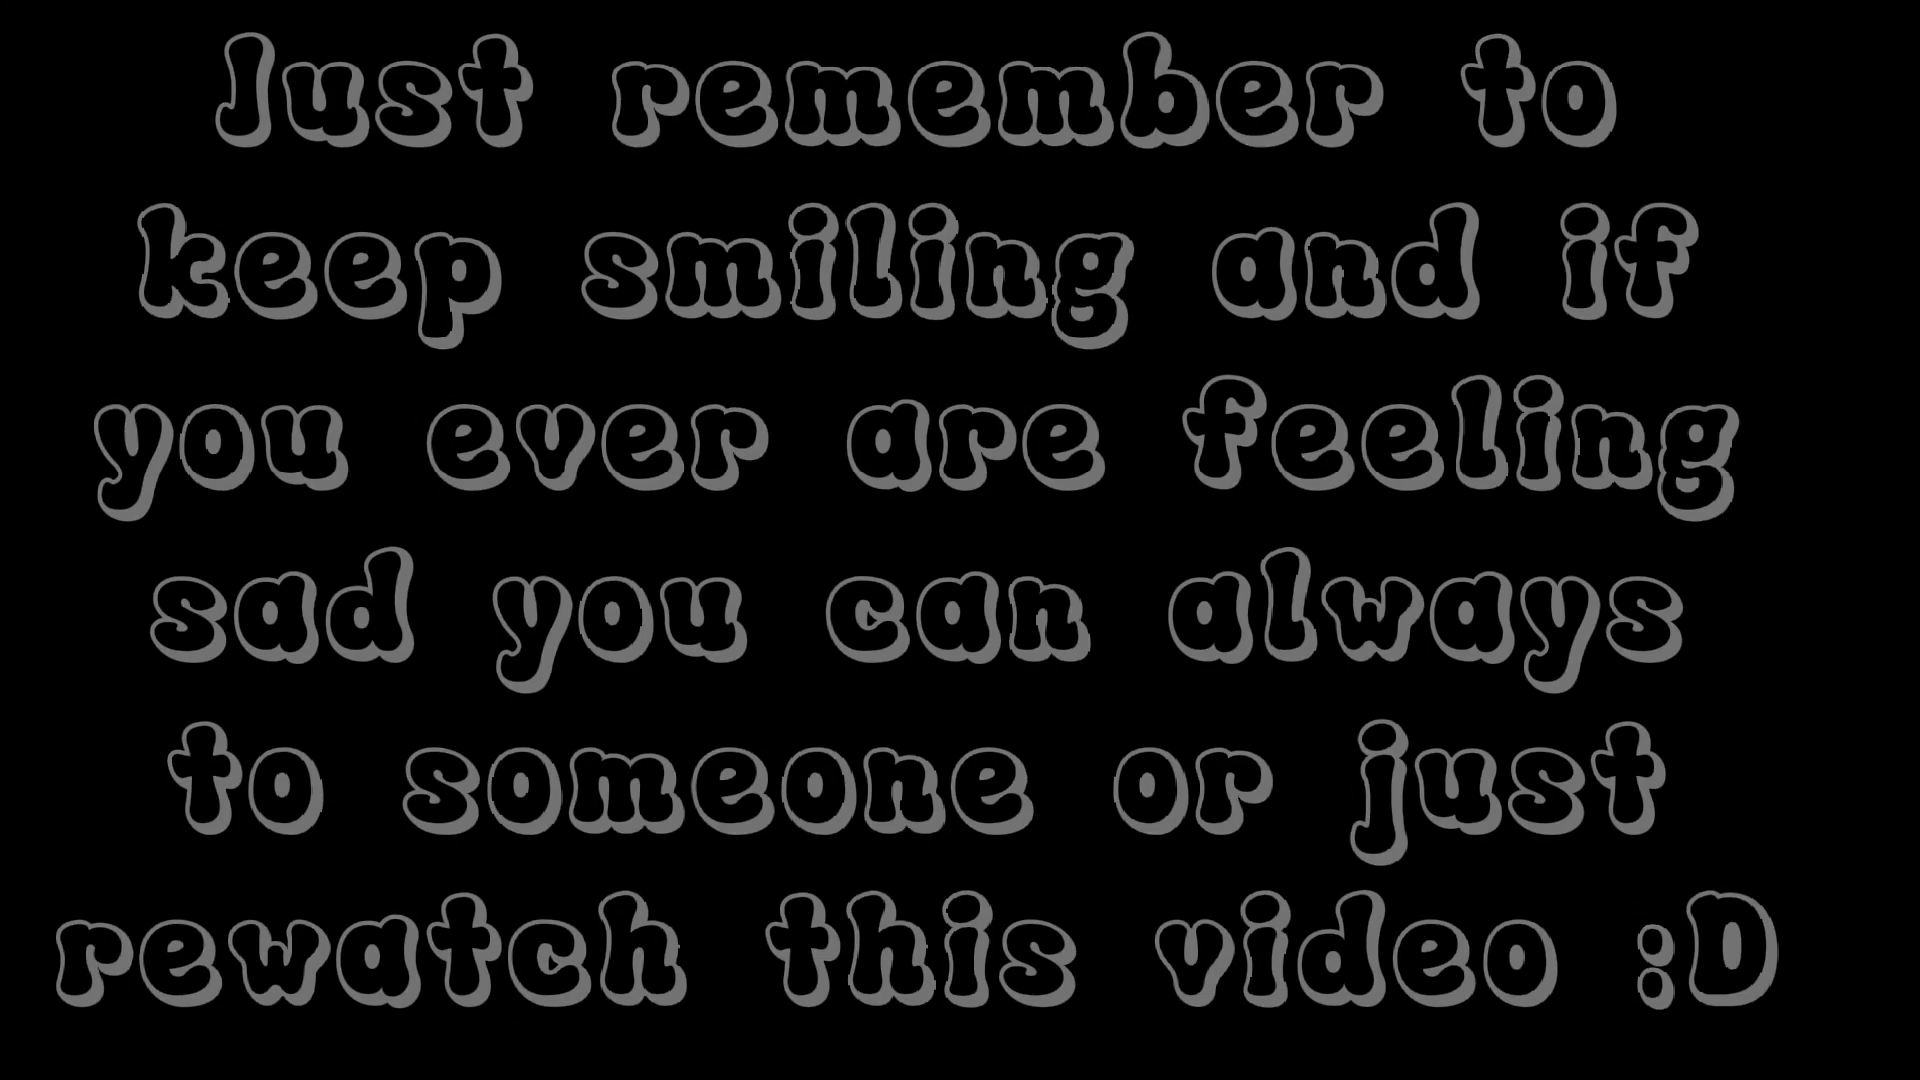 Just remember to
keep smiling and if
you ever are feeling
sad you can always
to someone or just
rewatch this video :D